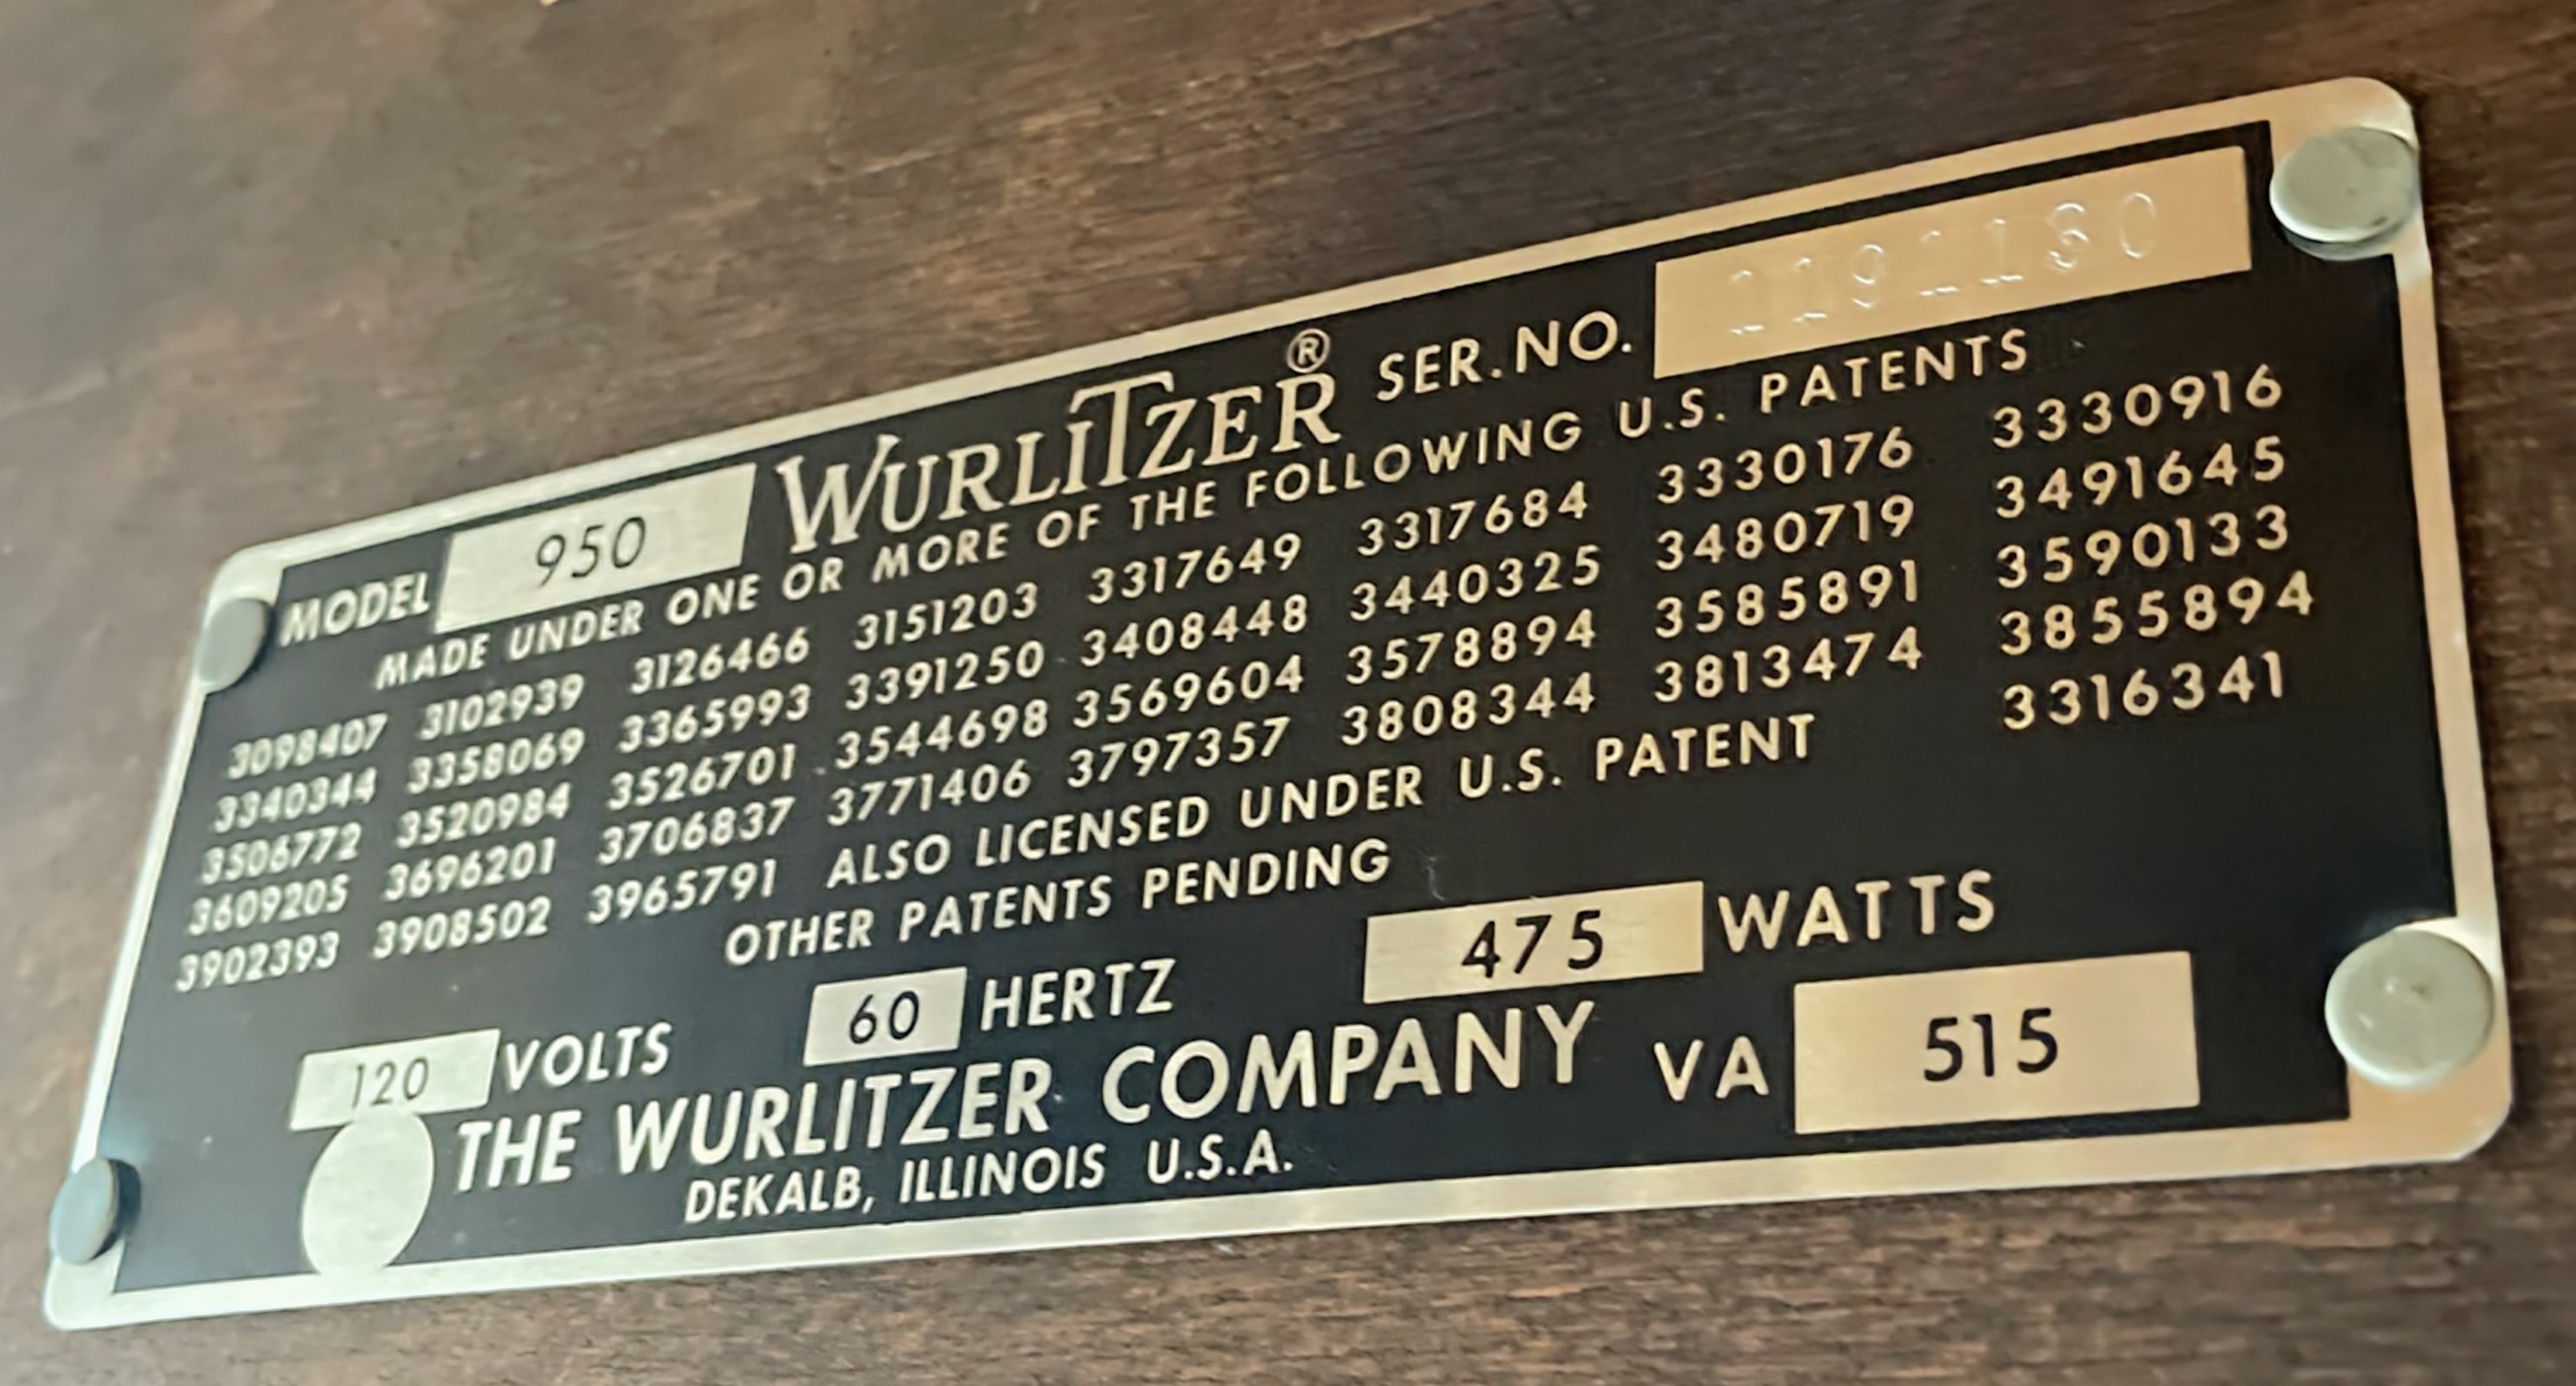 MODEL 950 WURLITZER® SER. NO.
MADE UNDER ONE OR MORE OF THE FOLLOWING U.S. PATENTS
3098407 3102939 3126466 3151203 3317649 3317684 3330176 3330916
3340344 3358069 3365993 3391250 3408448 3440325 3480719 3491645
3506772 3520984 3526701 3544698 3569604 3578894 3585891 3590133
3609205 3696201 3706837 3771406 3797357 3808344 3813474 3855894
3902393 3908502 3965791 ALSO LICENSED UNDER U.S. PATENT 3316341
OTHER PATENTS PENDING
120 VOLTS 60 HERTZ 475 WATTS
THE WURLITZER COMPANY VA 515
DEKALB, ILLINOIS U.S.A.